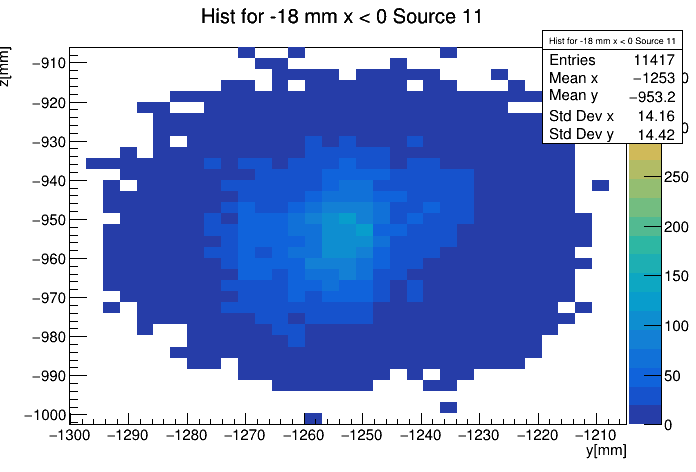 Hist for -18 mm x < 0 Source 11
z[mm]
Hist for -18 mm x < 0 Source 11
Entries 11417
Mean x −1253
Mean y −953.2
Std Dev x 14.16
Std Dev y 14.42
−910
−920
−930
−940
−950
−960
−970
−980
−990
−1000
250
200
150
100
50
0
−1300 −1290 −1280 −1270 −1260 −1250 −1240 −1230 −1220 −1210
y[mm]